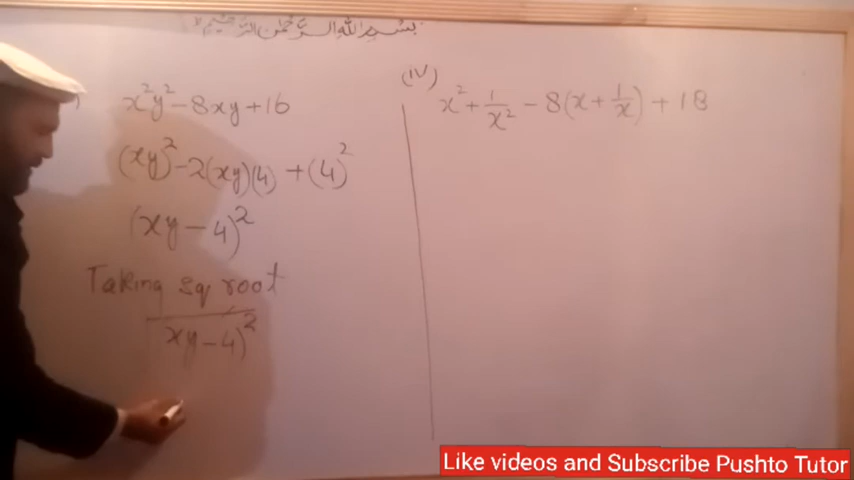 بسم الله الرحمن الرحيم
x²y² - 8xy + 16
(xy)² - 2(xy)(4) + (4)²
(xy - 4)²
Taking sq root
√xy - 4)²
(iv)
x² + 1/x² - 8(x + 1/x) + 18
Like videos and Subscribe Pushto Tutor